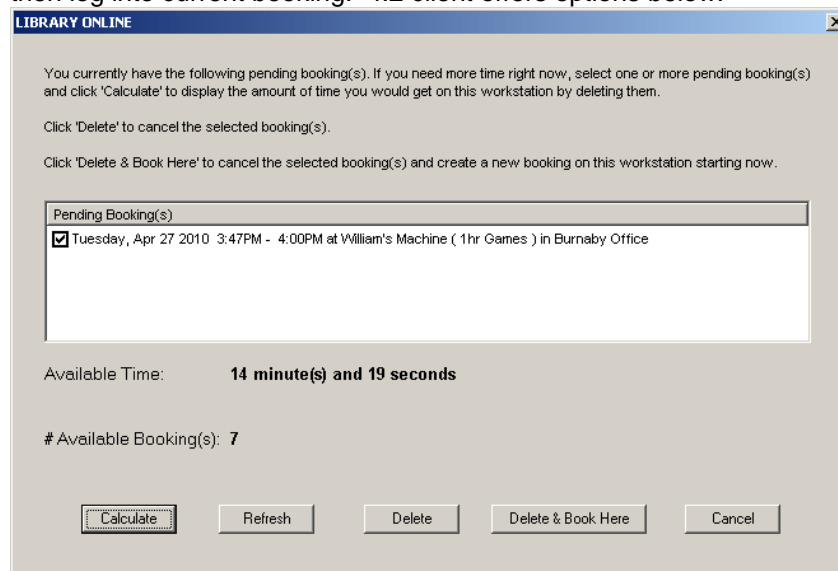 LIBRARY ONLINE
You currently have the following pending booking(s). If you need more time right now, select one or more pending booking(s)
and click 'Calculate' to display the amount of time you would get on this workstation by deleting them.
Click 'Delete' to cancel the selected booking(s).
Click 'Delete & Book Here' to cancel the selected booking(s) and create a new booking on this workstation starting now.
Pending Booking(s)
Tuesday, Apr 27 2010 3:47PM - 4:00PM at William's Machine ( 1hr Games ) in Burnaby Office
Available Time: 14 minute(s) and 19 seconds
# Available Booking(s): 7
Calculate Refresh Delete Delete & Book Here Cancel